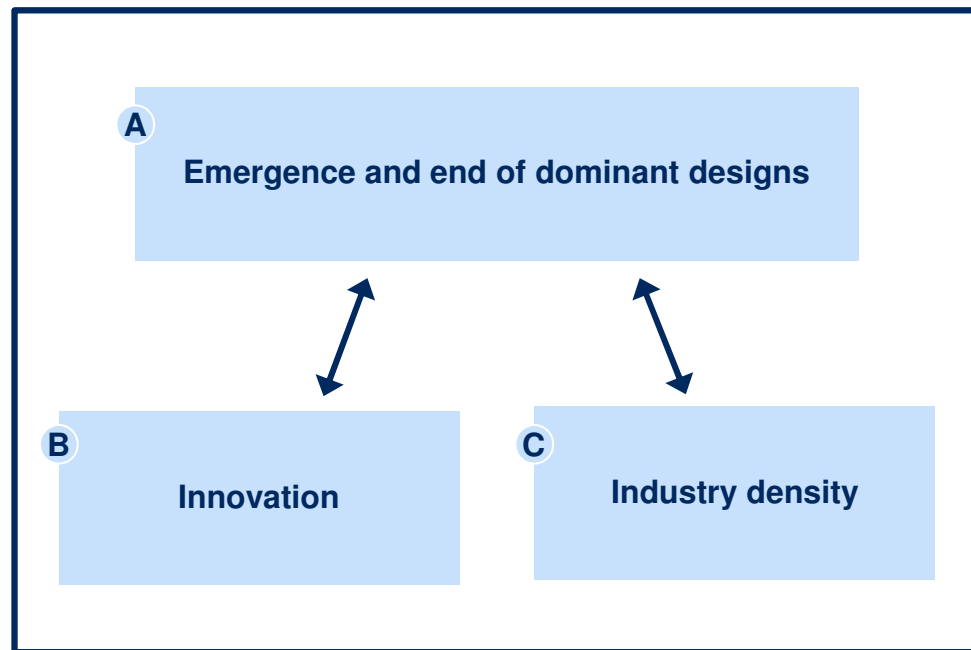 A
Emergence and end of dominant designs
B
Innovation
C
Industry density